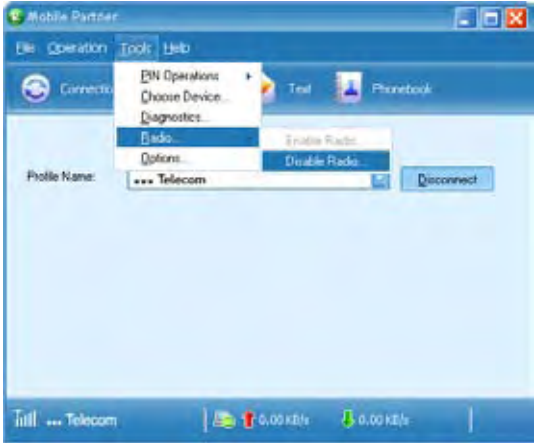 Mobile Partner
File Operation Tools Help
Connectio Text Phonebook
PIN Operations
Choose Device...
Diagnostics...
Radio...
Options...
Enable Radio...
Disable Radio...
Profile Name: ... Telecom Disconnect
... Telecom 0.00 KB/s 0.00 KB/s